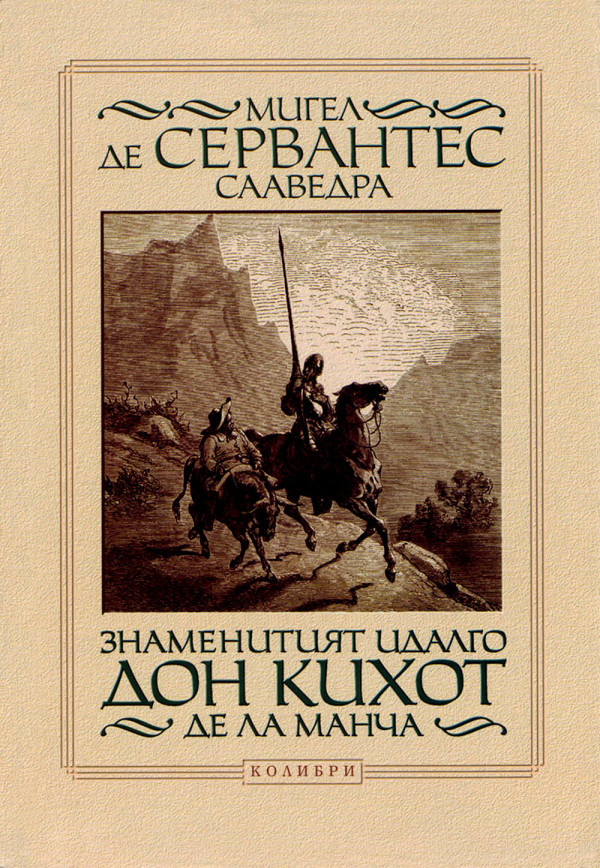 МИГЕЛ
ДЕ СЕРВАНТЕС
СААВЕДРА
ЗНАМЕНИТИЯТ ИДАЛГО
ДОН КИХОТ
ДЕ ЛА МАНЧА
КОЛИБРИ